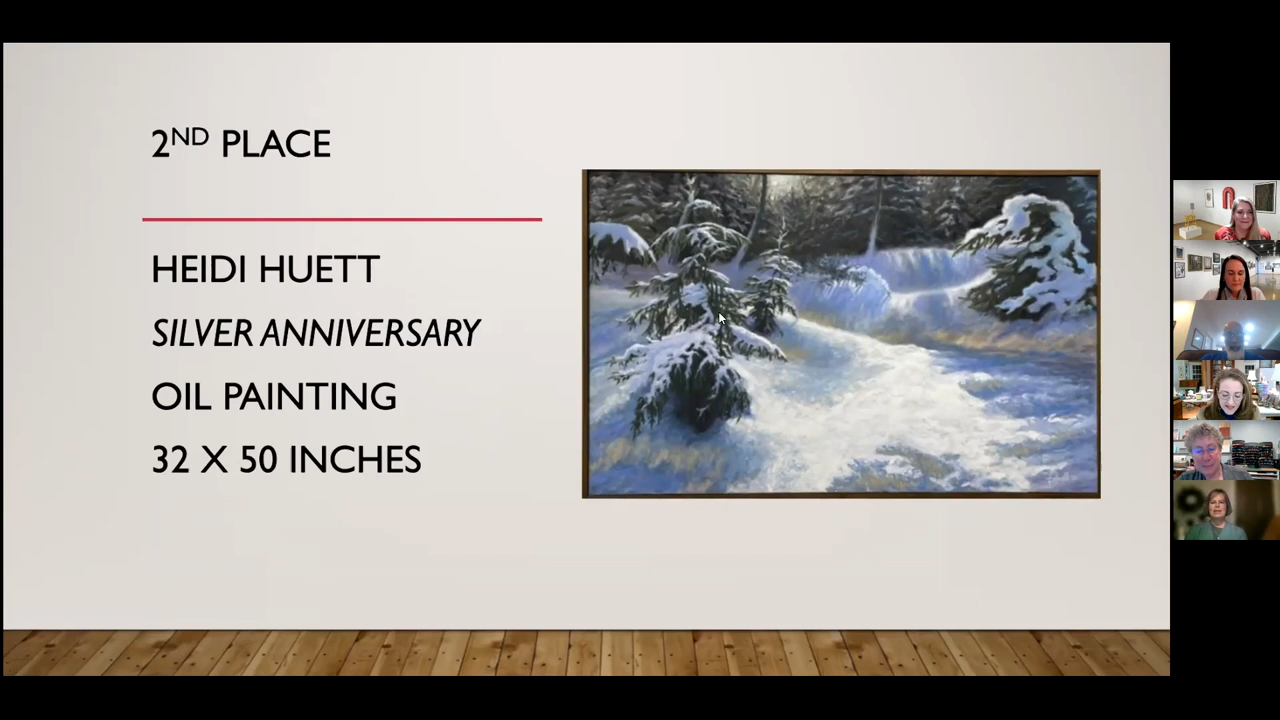 2ND PLACE
HEIDI HUETT
SILVER ANNIVERSARY
OIL PAINTING
32 X 50 INCHES